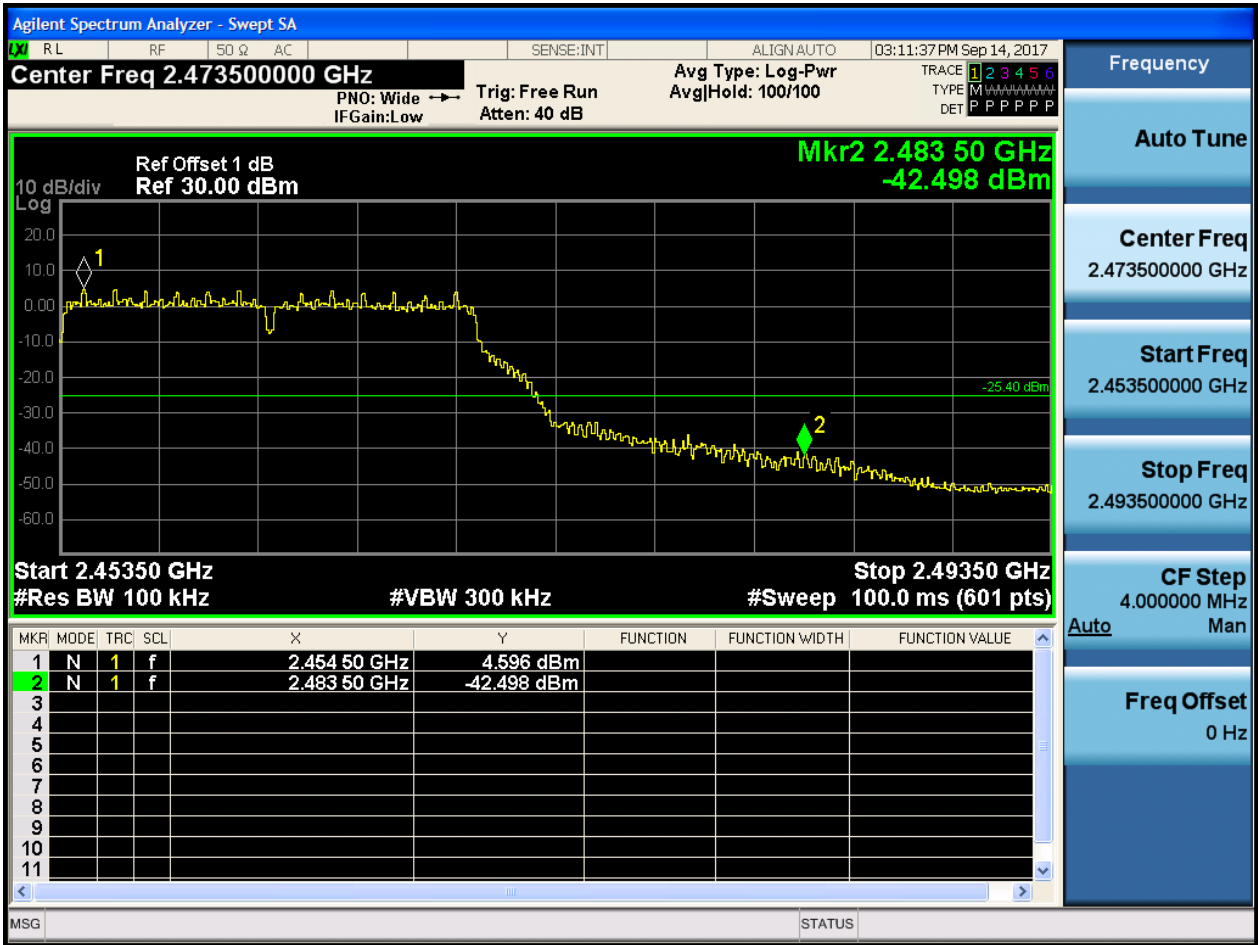 Agilent Spectrum Analyzer - Swept SA
LXI RL RF 50 Ω AC SENSE:INT ALIGN AUTO 03:11:37 PM Sep 14, 2017
Center Freq 2.473500000 GHz
PNO: Wide
IFGain:Low
Trig: Free Run
Atten: 40 dB
Avg Type: Log-Pwr
Avg|Hold: 100/100
TRACE 1 2 3 4 5 6
TYPE M WWWWW
DET P P P P P P
Mkr2 2.483 50 GHz
-42.498 dBm
Ref Offset 1 dB
10 dB/div Ref 30.00 dBm
Log
20.0
10.0
0.00
-10.0
-20.0
-30.0
-40.0
-50.0
-60.0
1
-25.40 dBm
2
Start 2.45350 GHz Stop 2.49350 GHz
#Res BW 100 kHz #VBW 300 kHz #Sweep 100.0 ms (601 pts)
MKR MODE TRC SCL X Y FUNCTION FUNCTION WIDTH FUNCTION VALUE
1 N 1 f 2.454 50 GHz 4.596 dBm
2 N 1 f 2.483 50 GHz -42.498 dBm
3
4
5
6
7
8
9
10
11
MSG STATUS
Frequency
Auto Tune
Center Freq
2.473500000 GHz
Start Freq
2.453500000 GHz
Stop Freq
2.493500000 GHz
CF Step
4.000000 MHz
Auto Man
Freq Offset
0 Hz